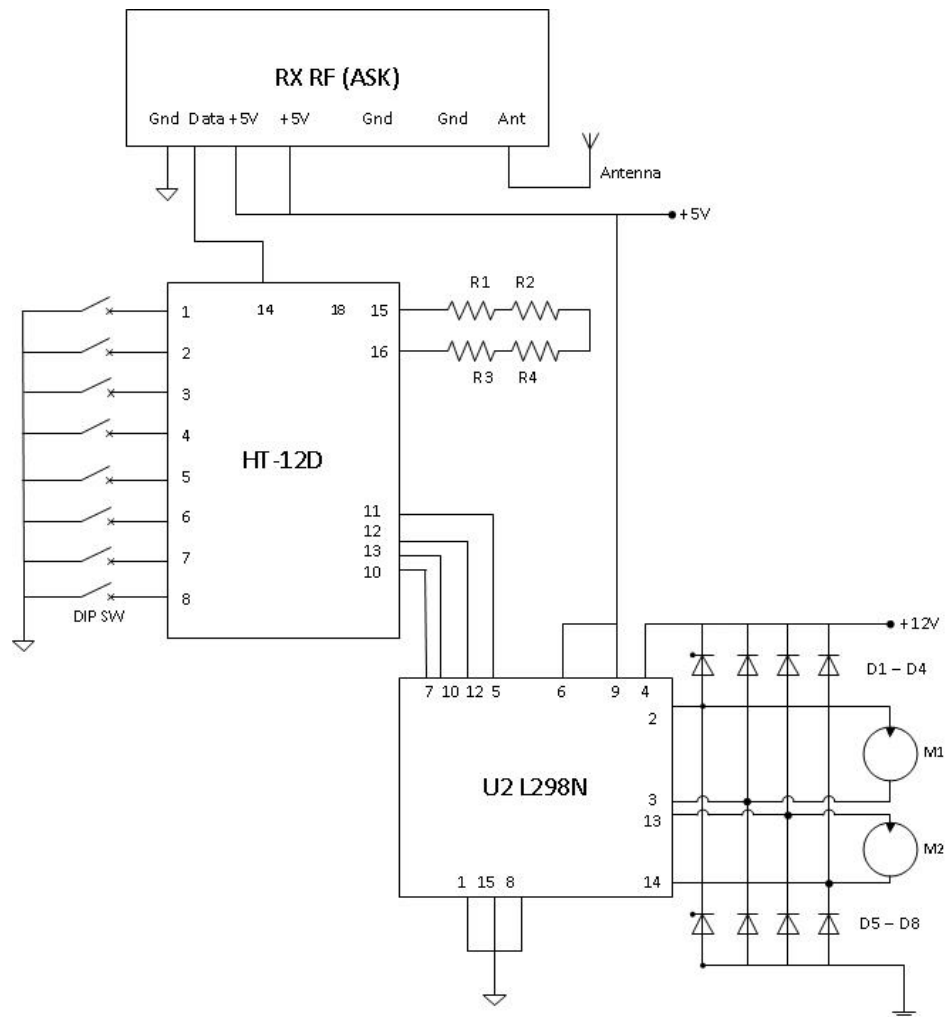 RX RF (ASK)
Gnd Data +5V +5V Gnd Gnd Ant
Antenna
+5V
R1 R2
1 14 18 15
2 16
R3 R4
3
4
HT-12D
5
6 11
12
7 13
10
8
DIP SW
+12V
7 10 12 5 6 9 4
D1 – D4
2
M1
U2 L298N
3
13
M2
1 15 8 14
D5 – D8